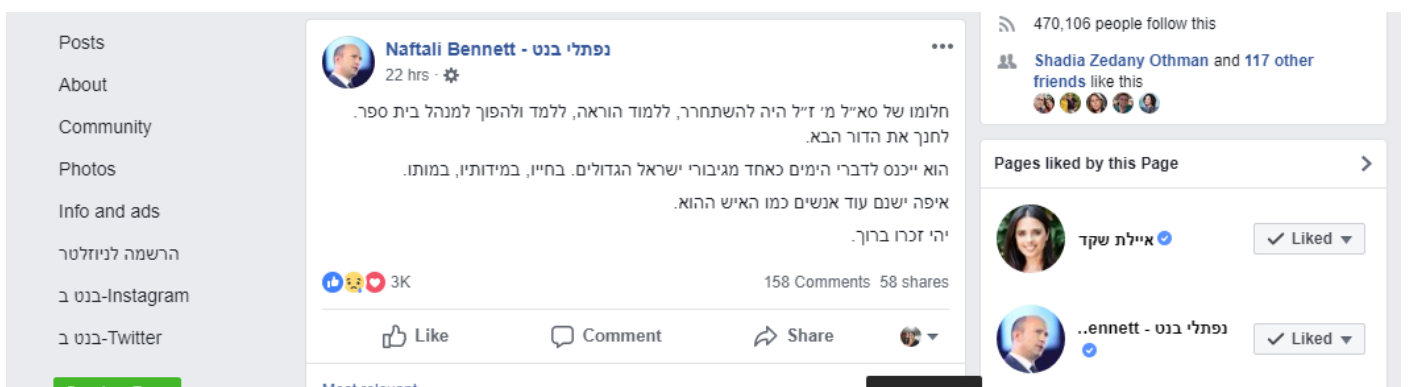 Posts
About
Community
Photos
Info and ads
הרשמה לניוזלטר
בנט ב-Instagram
בנט ב-Twitter
Naftali Bennett - נפתלי בנט
22 hrs ·
חלומו של סא״ל מ׳ ז״ל היה להשתחרר, ללמוד הוראה, ללמד ולהפוך למנהל בית ספר.
לחנך את הדור הבא.
הוא ייכנס לדברי הימים כאחד מגיבורי ישראל הגדולים. בחייו, במידותיו, במותו.
איפה ישנם עוד אנשים כמו האיש ההוא.
יהי זכרו ברוך.
3K 158 Comments 58 shares
Like Comment Share
470,106 people follow this
Shadia Zedany Othman and 117 other
friends like this
Pages liked by this Page
איילת שקד Liked
נפתלי בנט - ennett.. Liked